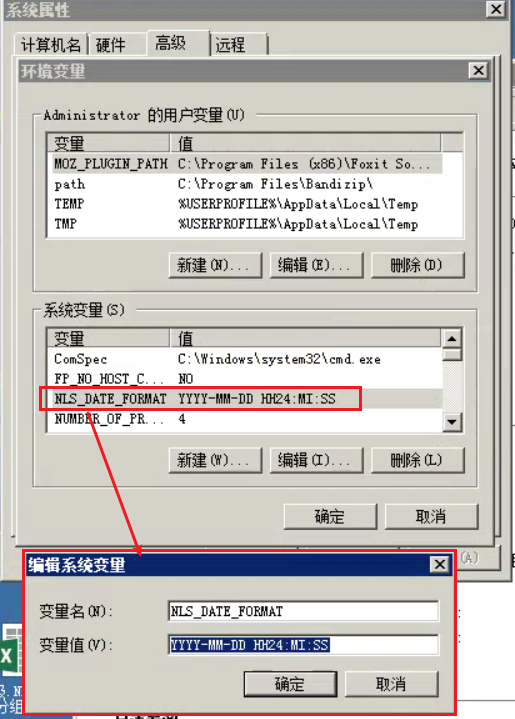 系统属性
计算机名 硬件 高级 远程
环境变量
Administrator 的用户变量(U)
变量 值
MOZ_PLUGIN_PATH C:\Program Files (x86)\Foxit So...
path C:\Program Files\Bandizip\
TEMP %USERPROFILE%\AppData\Local\Temp
TMP %USERPROFILE%\AppData\Local\Temp
新建(N)... 编辑(E)... 删除(D)
系统变量(S)
变量 值
ComSpec C:\Windows\system32\cmd.exe
FP_NO_HOST_C... NO
NLS_DATE_FORMAT YYYY-MM-DD HH24:MI:SS
NUMBER_OF_PR... 4
新建(W)... 编辑(I)... 删除(L)
确定 取消
(A)
编辑系统变量
变量名(N): NLS_DATE_FORMAT
变量值(V): YYYY-MM-DD HH24:MI:SS
确定 取消
分组